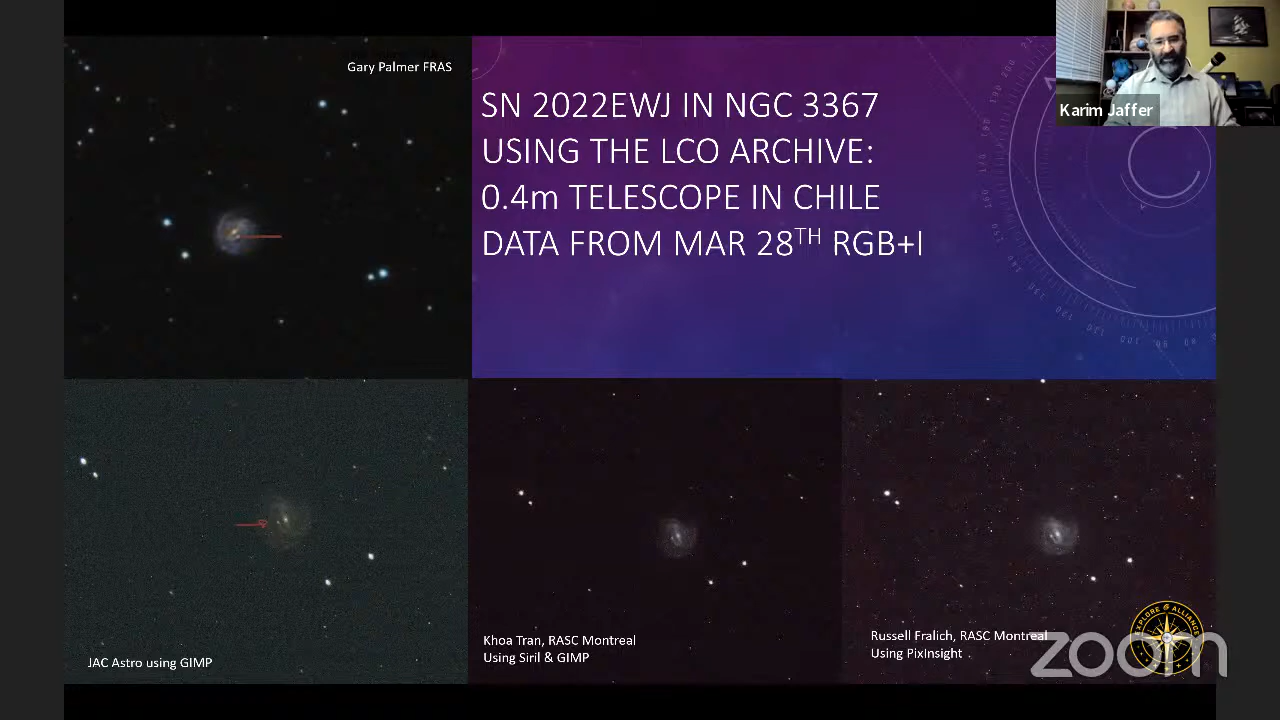 Gary Palmer FRAS
SN 2022EWJ IN NGC 3367
USING THE LCO ARCHIVE:
0.4m TELESCOPE IN CHILE
DATA FROM MAR 28TH RGB+I
Karim Jaffer
JAC Astro using GIMP
Khoa Tran, RASC Montreal
Using Siril & GIMP
Russell Fralich, RASC Montreal
Using PixInsight
EXPLORE ALLIANCE
zoom